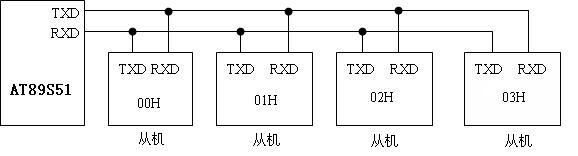 TXD
RXD
AT89S51
TXD RXD
00H
从机
TXD RXD
01H
从机
TXD RXD
02H
从机
TXD RXD
03H
从机